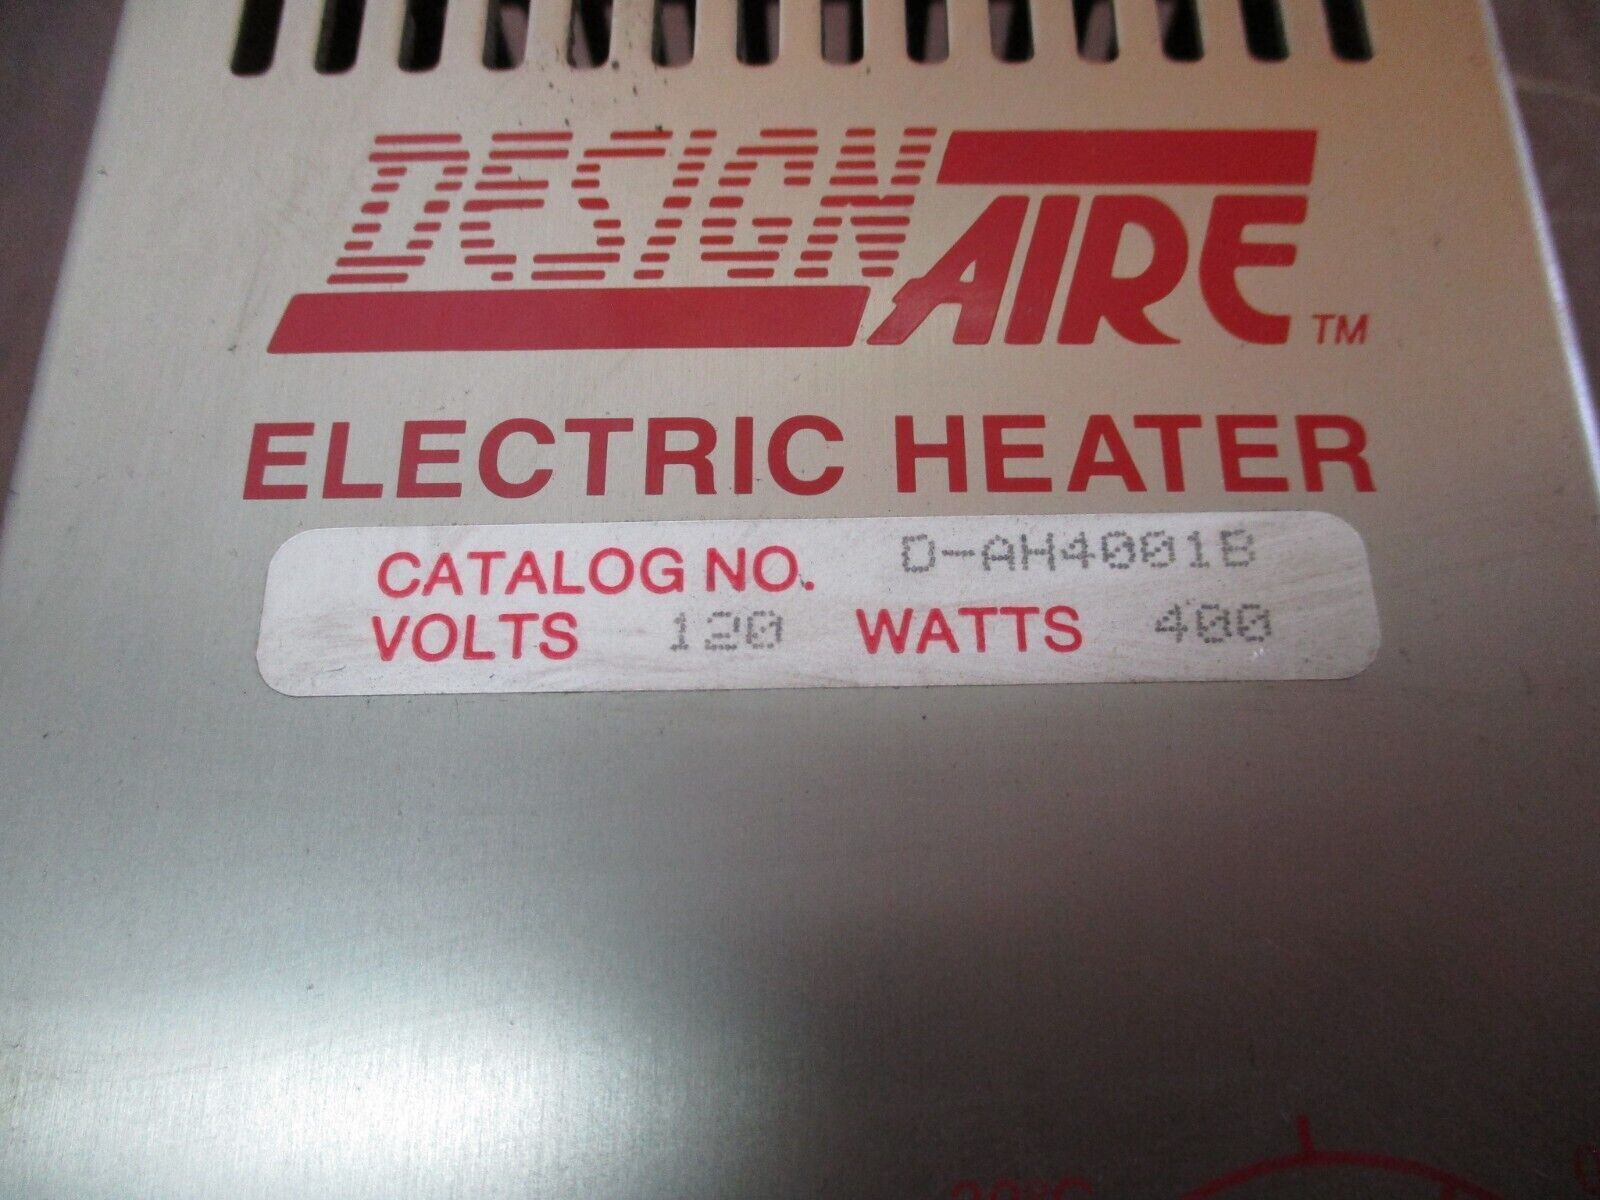 DESIGN AIRE TM
ELECTRIC HEATER
CATALOG NO. D-AH4001B
VOLTS 120 WATTS 400